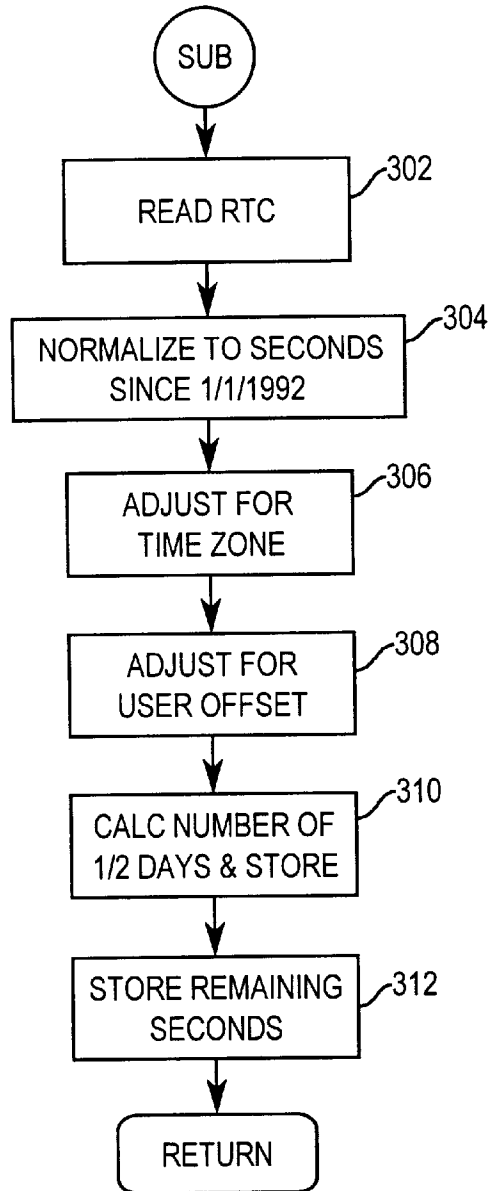 SUB
READ RTC
302
NORMALIZE TO SECONDS
SINCE 1/1/1992
304
ADJUST FOR
TIME ZONE
306
ADJUST FOR
USER OFFSET
308
CALC NUMBER OF
1/2 DAYS & STORE
310
STORE REMAINING
SECONDS
312
RETURN